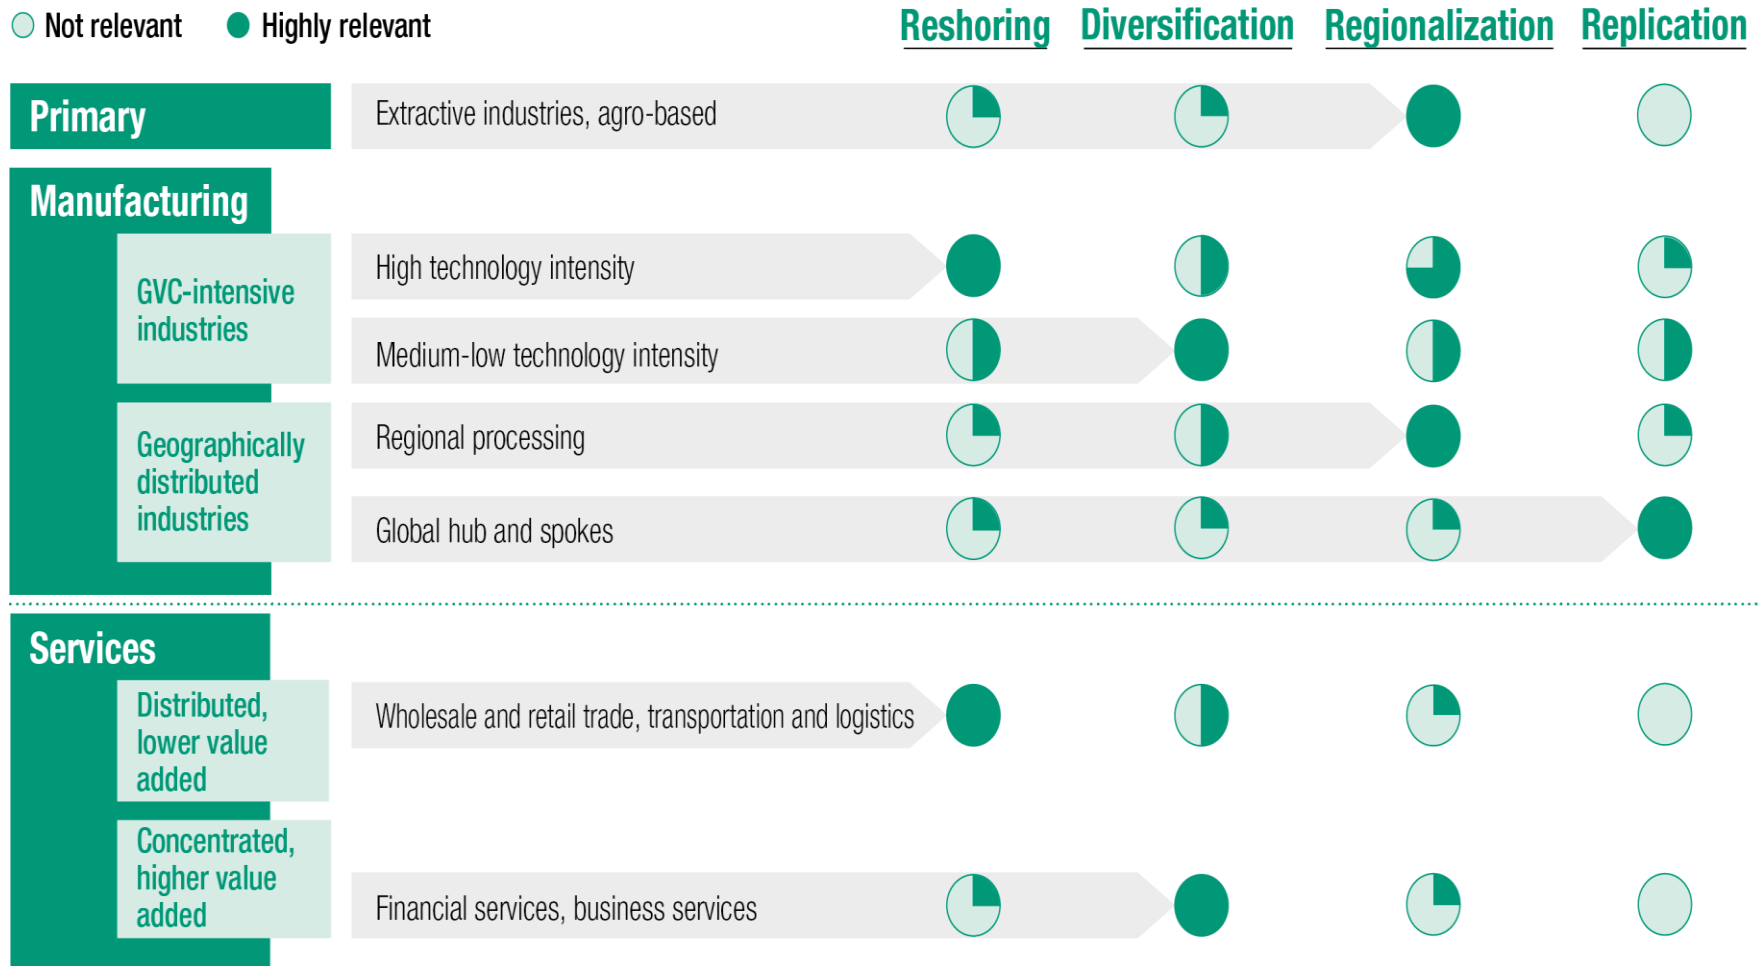 Not relevant
Highly relevant
Reshoring
Diversification
Regionalization
Replication
Primary
Extractive industries, agro-based
Manufacturing
GVC-intensive
industries
High technology intensity
Medium-low technology intensity
Geographically
distributed
industries
Regional processing
Global hub and spokes
Services
Distributed,
lower value
added
Wholesale and retail trade, transportation and logistics
Concentrated,
higher value
added
Financial services, business services